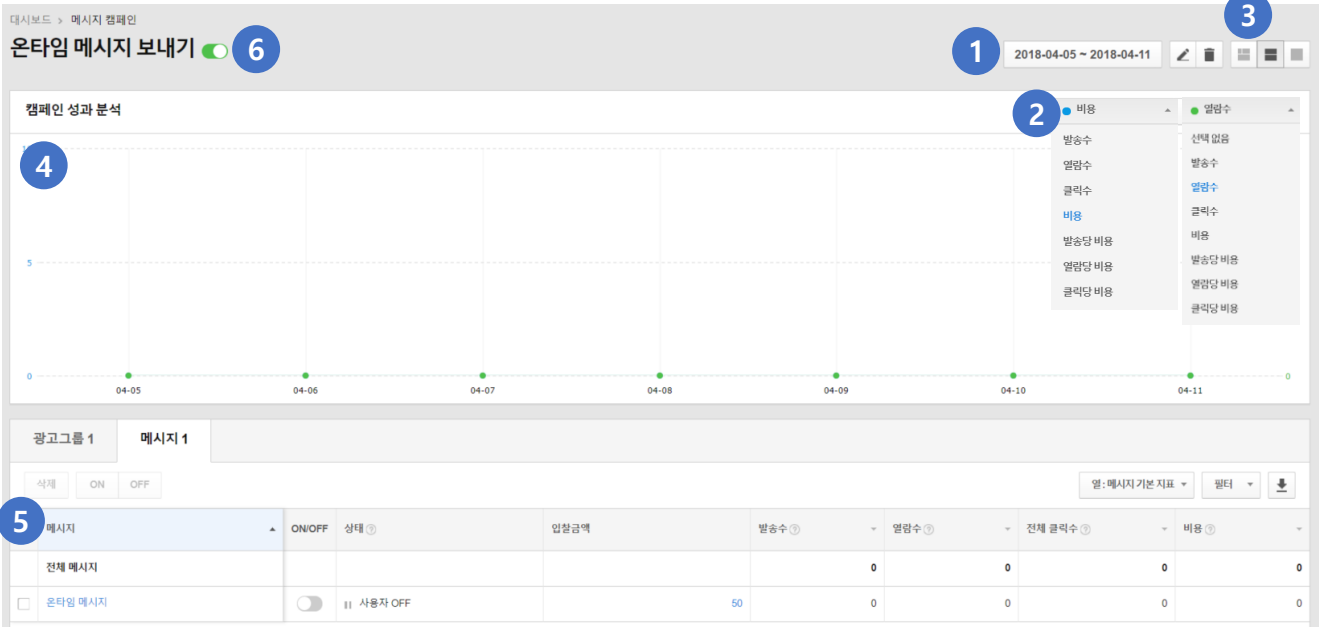 대시보드 > 메시지 캠페인
온타임 메시지 보내기 6
1 2018-04-05 ~ 2018-04-11 3
캠페인 성과 분석
2 비용 열람수
발송수 선택 없음
열람수 발송수
클릭수 열람수
비용 클릭수
발송당 비용 비용
열람당 비용 발송당 비용
클릭당 비용 열람당 비용
클릭당 비용
4
5
0 0
04-05 04-06 04-07 04-08 04-09 04-10 04-11
광고그룹 1 메시지 1
삭제 ON OFF 열 : 메시지 기본 지표 필터
5 메시지 ON/OFF 상태 ? 입찰금액 발송수 ? 열람수 ? 전체 클릭수 ? 비용 ?
전체 메시지 0 0 0 0
온타임 메시지 사용자 OFF 50 0 0 0 0